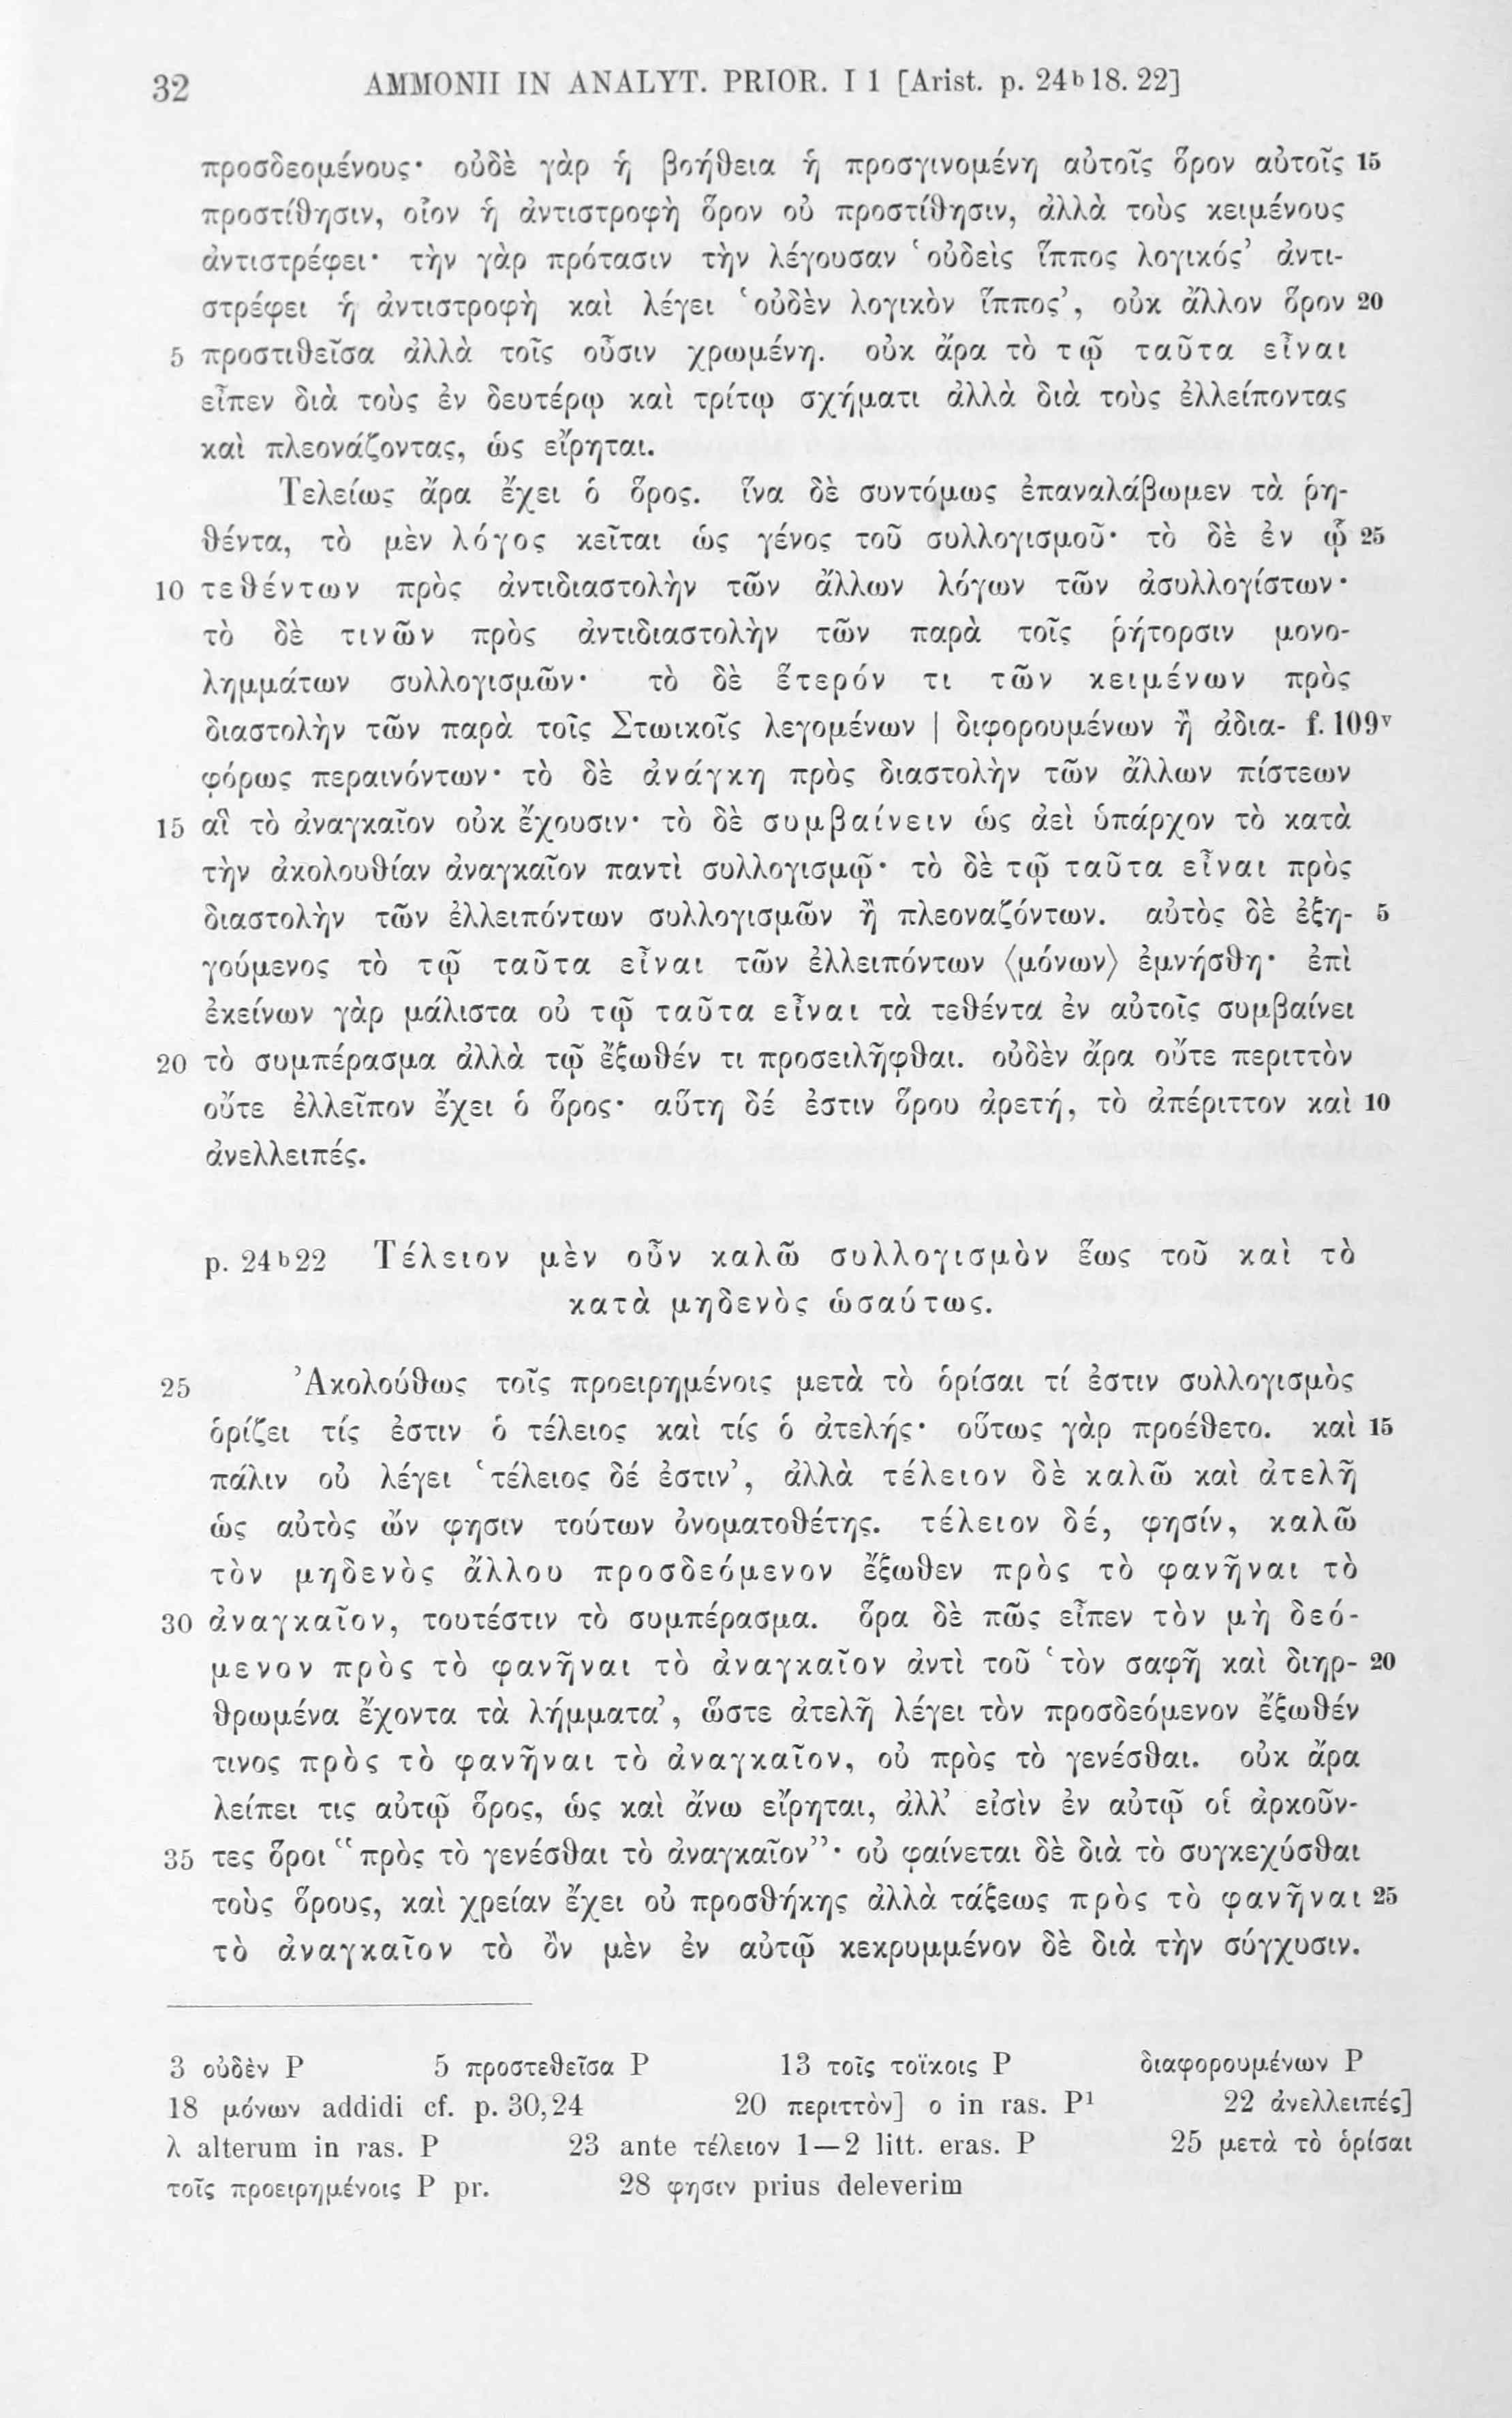 32 AMMONII IN ANALYT. PRIOR. I 1 [Arist. p. 24ᵇ18. 22]
προσδεομένους· οὐδὲ γὰρ ἡ βοήθεια ἡ προσγινομένη αὐτοῖς ὅρον αὐτοῖς 15
προστίθησιν, οἷον ἡ ἀντιστροφὴ ὅρον οὐ προστίθησιν, ἀλλὰ τοὺς κειμένους
ἀντιστρέφει· τὴν γὰρ πρότασιν τὴν λέγουσαν ‛οὐδεὶς ἵππος λογικός’ ἀντι-
στρέφει ἡ ἀντιστροφὴ καὶ λέγει ‛οὐδὲν λογικὸν ἵππος’, οὐκ ἄλλον ὅρον 20
5 προστιθεῖσα ἀλλὰ τοῖς οὖσιν χρωμένη. οὐκ ἄρα τὸ τῷ ταῦτα εἶναι
εἶπεν διὰ τοὺς ἐν δευτέρῳ καὶ τρίτῳ σχήματι ἀλλὰ διὰ τοὺς ἐλλείποντας
καὶ πλεονάζοντας, ὡς εἴρηται.
Τελείως ἄρα ἔχει ὁ ὅρος. ἵνα δὲ συντόμως ἐπαναλάβωμεν τὰ ῥη-
θέντα, τὸ μὲν λόγος κεῖται ὡς γένος τοῦ συλλογισμοῦ· τὸ δὲ ἐν ᾧ 25
10 τεθέντων πρὸς ἀντιδιαστολὴν τῶν ἄλλων λόγων τῶν ἀσυλλογίστων·
τὸ δὲ τινῶν πρὸς ἀντιδιαστολὴν τῶν παρὰ τοῖς ῥήτορσιν μονο-
λημμάτων συλλογισμῶν· τὸ δὲ ἕτερόν τι τῶν κειμένων πρὸς
διαστολὴν τῶν παρὰ τοῖς Στωικοῖς λεγομένων | διφορουμένων ἢ ἀδια- f. 109ᵛ
φόρως περαινόντων· τὸ δὲ ἀνάγκη πρὸς διαστολὴν τῶν ἄλλων πίστεων
15 αἳ τὸ ἀναγκαῖον οὐκ ἔχουσιν· τὸ δὲ συμβαίνειν ὡς ἀεὶ ὑπάρχον τὸ κατὰ
τὴν ἀκολουθίαν ἀναγκαῖον παντὶ συλλογισμῷ· τὸ δὲ τῷ ταῦτα εἶναι πρὸς
διαστολὴν τῶν ἐλλειπόντων συλλογισμῶν ἢ πλεοναζόντων. αὐτὸς δὲ ἐξη- 5
γούμενος τὸ τῷ ταῦτα εἶναι τῶν ἐλλειπόντων ⟨μόνων⟩ ἐμνήσθη· ἐπὶ
ἐκείνων γὰρ μάλιστα οὐ τῷ ταῦτα εἶναι τὰ τεθέντα ἐν αὐτοῖς συμβαίνει
20 τὸ συμπέρασμα ἀλλὰ τῷ ἔξωθέν τι προσειλῆφθαι. οὐδὲν ἄρα οὔτε περιττὸν
οὔτε ἐλλεῖπον ἔχει ὁ ὅρος· αὕτη δέ ἐστιν ὅρου ἀρετή, τὸ ἀπέριττον καὶ 10
ἀνελλειπές.
p. 24ᵇ22 Τέλειον μὲν οὖν καλῶ συλλογισμὸν ἕως τοῦ καὶ τὸ
κατὰ μηδενὸς ὡσαύτως.
25 Ἀκολούθως τοῖς προειρημένοις μετὰ τὸ ὁρίσαι τί ἐστιν συλλογισμὸς
ὁρίζει τίς ἐστιν ὁ τέλειος καὶ τίς ὁ ἀτελής· οὕτως γὰρ προέθετο. καὶ 15
πάλιν οὐ λέγει ‛τέλειος δέ ἐστιν’, ἀλλὰ τέλειον δὲ καλῶ καὶ ἀτελῆ
ὡς αὐτὸς ὤν φησιν τούτων ὀνοματοθέτης. τέλειον δέ, φησίν, καλῶ
τὸν μηδενὸς ἄλλου προσδεόμενον ἔξωθεν πρὸς τὸ φανῆναι τὸ
30 ἀναγκαῖον, τουτέστιν τὸ συμπέρασμα. ὅρα δὲ πῶς εἶπεν τὸν μὴ δεό-
μενον πρὸς τὸ φανῆναι τὸ ἀναγκαῖον ἀντὶ τοῦ ‛τὸν σαφῆ καὶ διηρ- 20
θρωμένα ἔχοντα τὰ λήμματα’, ὥστε ἀτελῆ λέγει τὸν προσδεόμενον ἔξωθέν
τινος πρὸς τὸ φανῆναι τὸ ἀναγκαῖον, οὐ πρὸς τὸ γενέσθαι. οὐκ ἄρα
λείπει τις αὐτῷ ὅρος, ὡς καὶ ἄνω εἴρηται, ἀλλ’ εἰσὶν ἐν αὐτῷ οἱ ἀρκοῦν-
35 τες ὅροι “πρὸς τὸ γενέσθαι τὸ ἀναγκαῖον”· οὐ φαίνεται δὲ διὰ τὸ συγκεχύσθαι
τοὺς ὅρους, καὶ χρείαν ἔχει οὐ προσθήκης ἀλλὰ τάξεως πρὸς τὸ φανῆναι 25
τὸ ἀναγκαῖον τὸ ὂν μὲν ἐν αὐτῷ κεκρυμμένον δὲ διὰ τὴν σύγχυσιν.
3 οὐδὲν P 5 προστεθεῖσα P 13 τοῖς τοϊκοις P διαφορουμένων P
18 μόνων addidi cf. p. 30,24 20 περιττὸν] ο in ras. P¹ 22 ἀνελλειπές]
λ alterum in ras. P 23 ante τέλειον 1—2 litt. eras. P 25 μετὰ τὸ ὁρίσαι
τοῖς προειρημένοις P pr. 28 φησιν prius deleverim